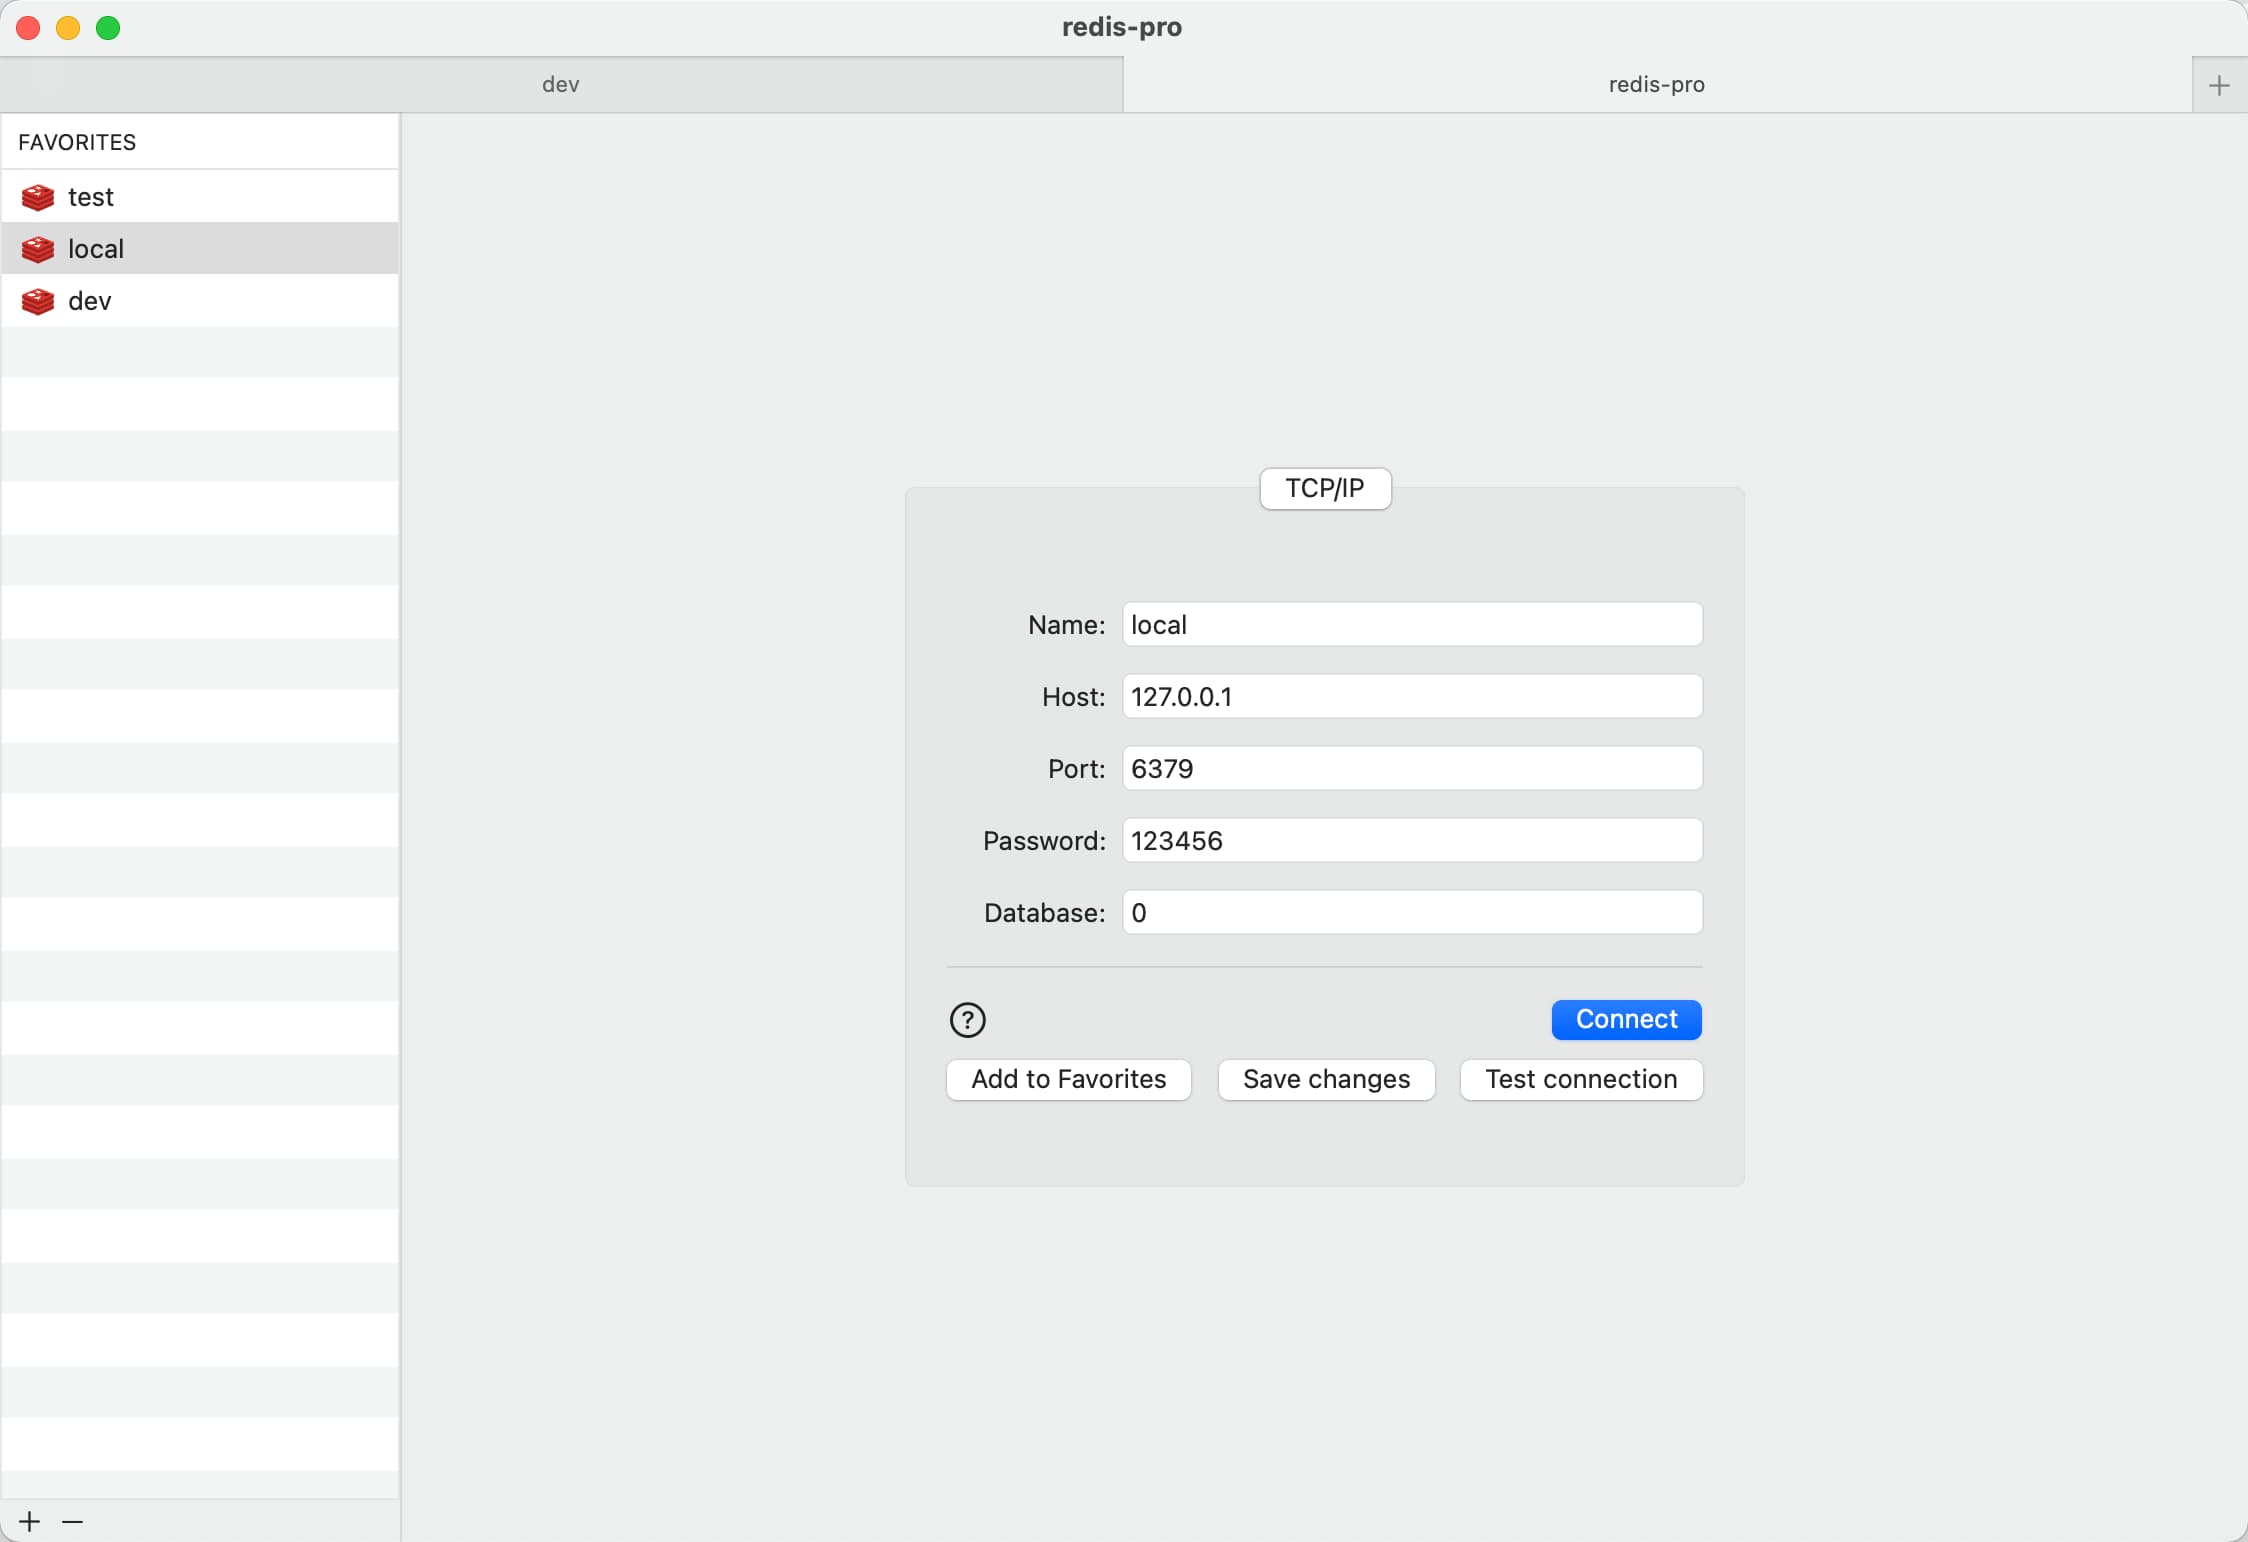 redis-pro
dev
redis-pro
FAVORITES
test
local
dev
TCP/IP
Name: local
Host: 127.0.0.1
Port: 6379
Password: 123456
Database: 0
? Connect
Add to Favorites Save changes Test connection